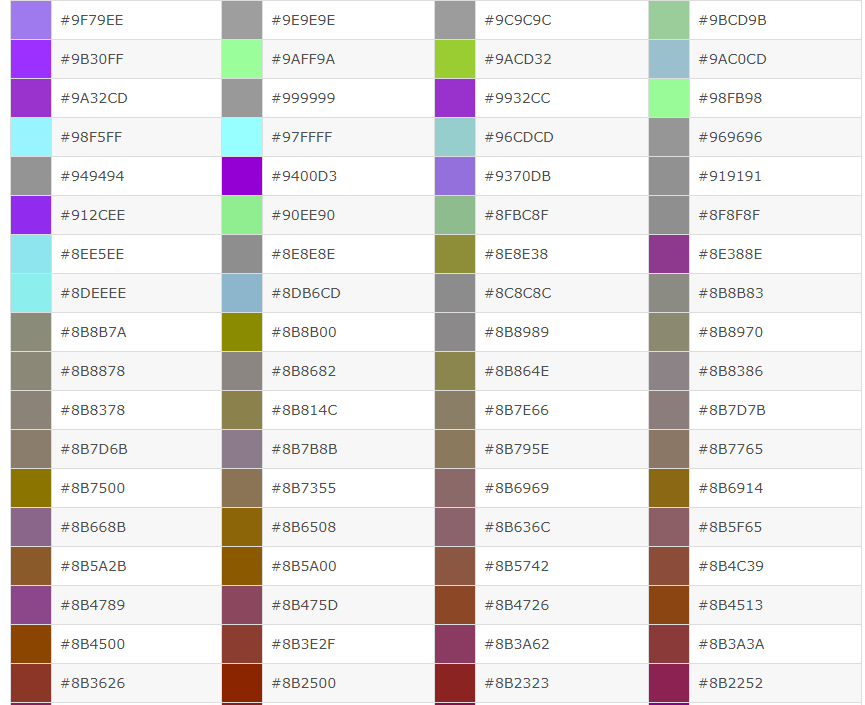 #9F79EE #9E9E9E #9C9C9C #9BCD9B
#9B30FF #9AFF9A #9ACD32 #9AC0CD
#9A32CD #999999 #9932CC #98FB98
#98F5FF #97FFFF #96CDCD #969696
#949494 #9400D3 #9370DB #919191
#912CEE #90EE90 #8FBC8F #8F8F8F
#8EE5EE #8E8E8E #8E8E38 #8E388E
#8DEEEE #8DB6CD #8C8C8C #8B8B83
#8B8B7A #8B8B00 #8B8989 #8B8970
#8B8878 #8B8682 #8B864E #8B8386
#8B8378 #8B814C #8B7E66 #8B7D7B
#8B7D6B #8B7B8B #8B795E #8B7765
#8B7500 #8B7355 #8B6969 #8B6914
#8B668B #8B6508 #8B636C #8B5F65
#8B5A2B #8B5A00 #8B5742 #8B4C39
#8B4789 #8B475D #8B4726 #8B4513
#8B4500 #8B3E2F #8B3A62 #8B3A3A
#8B3626 #8B2500 #8B2323 #8B2252